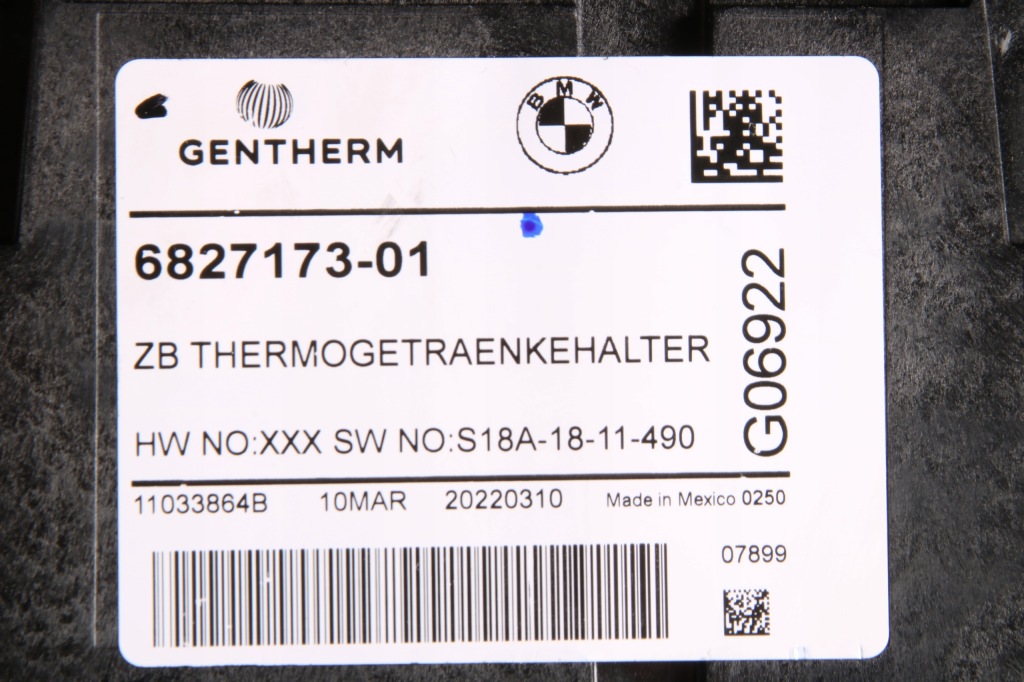 GENTHERM
BMW
6827173-01
ZB THERMOGETRAENKEHALTER
HW NO:XXX SW NO:S18A-18-11-490
G06922
11033864B 10MAR 20220310 Made in Mexico 0250
07899